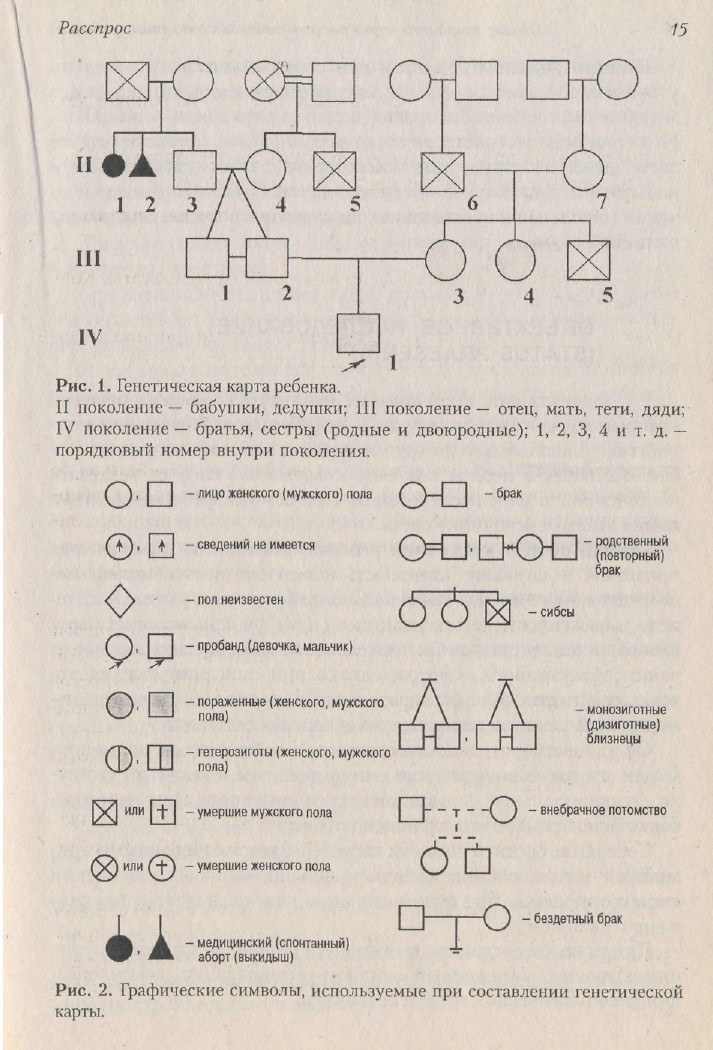 Расспрос 15
II
1 2 3 4 5 6 7
III
1 2 3 4 5
IV
1
Рис. 1. Генетическая карта ребенка.
II поколение — бабушки, дедушки; III поколение — отец, мать, тети, дяди;
IV поколение — братья, сестры (родные и двоюродные); 1, 2, 3, 4 и т. д. —
порядковый номер внутри поколения.
– лицо женского (мужского) пола
– брак
– сведений не имеется
– родственный
(повторный)
брак
– пол неизвестен
– сибсы
– пробанд (девочка, мальчик)
– пораженные (женского, мужского
пола)
– монозиготные
(дизиготные)
близнецы
– гетерозиготы (женского, мужского
пола)
или – умершие мужского пола
– внебрачное потомство
или – умершие женского пола
– бездетный брак
– медицинский (спонтанный)
аборт (выкидыш)
Рис. 2. Графические символы, используемые при составлении генетической
карты.